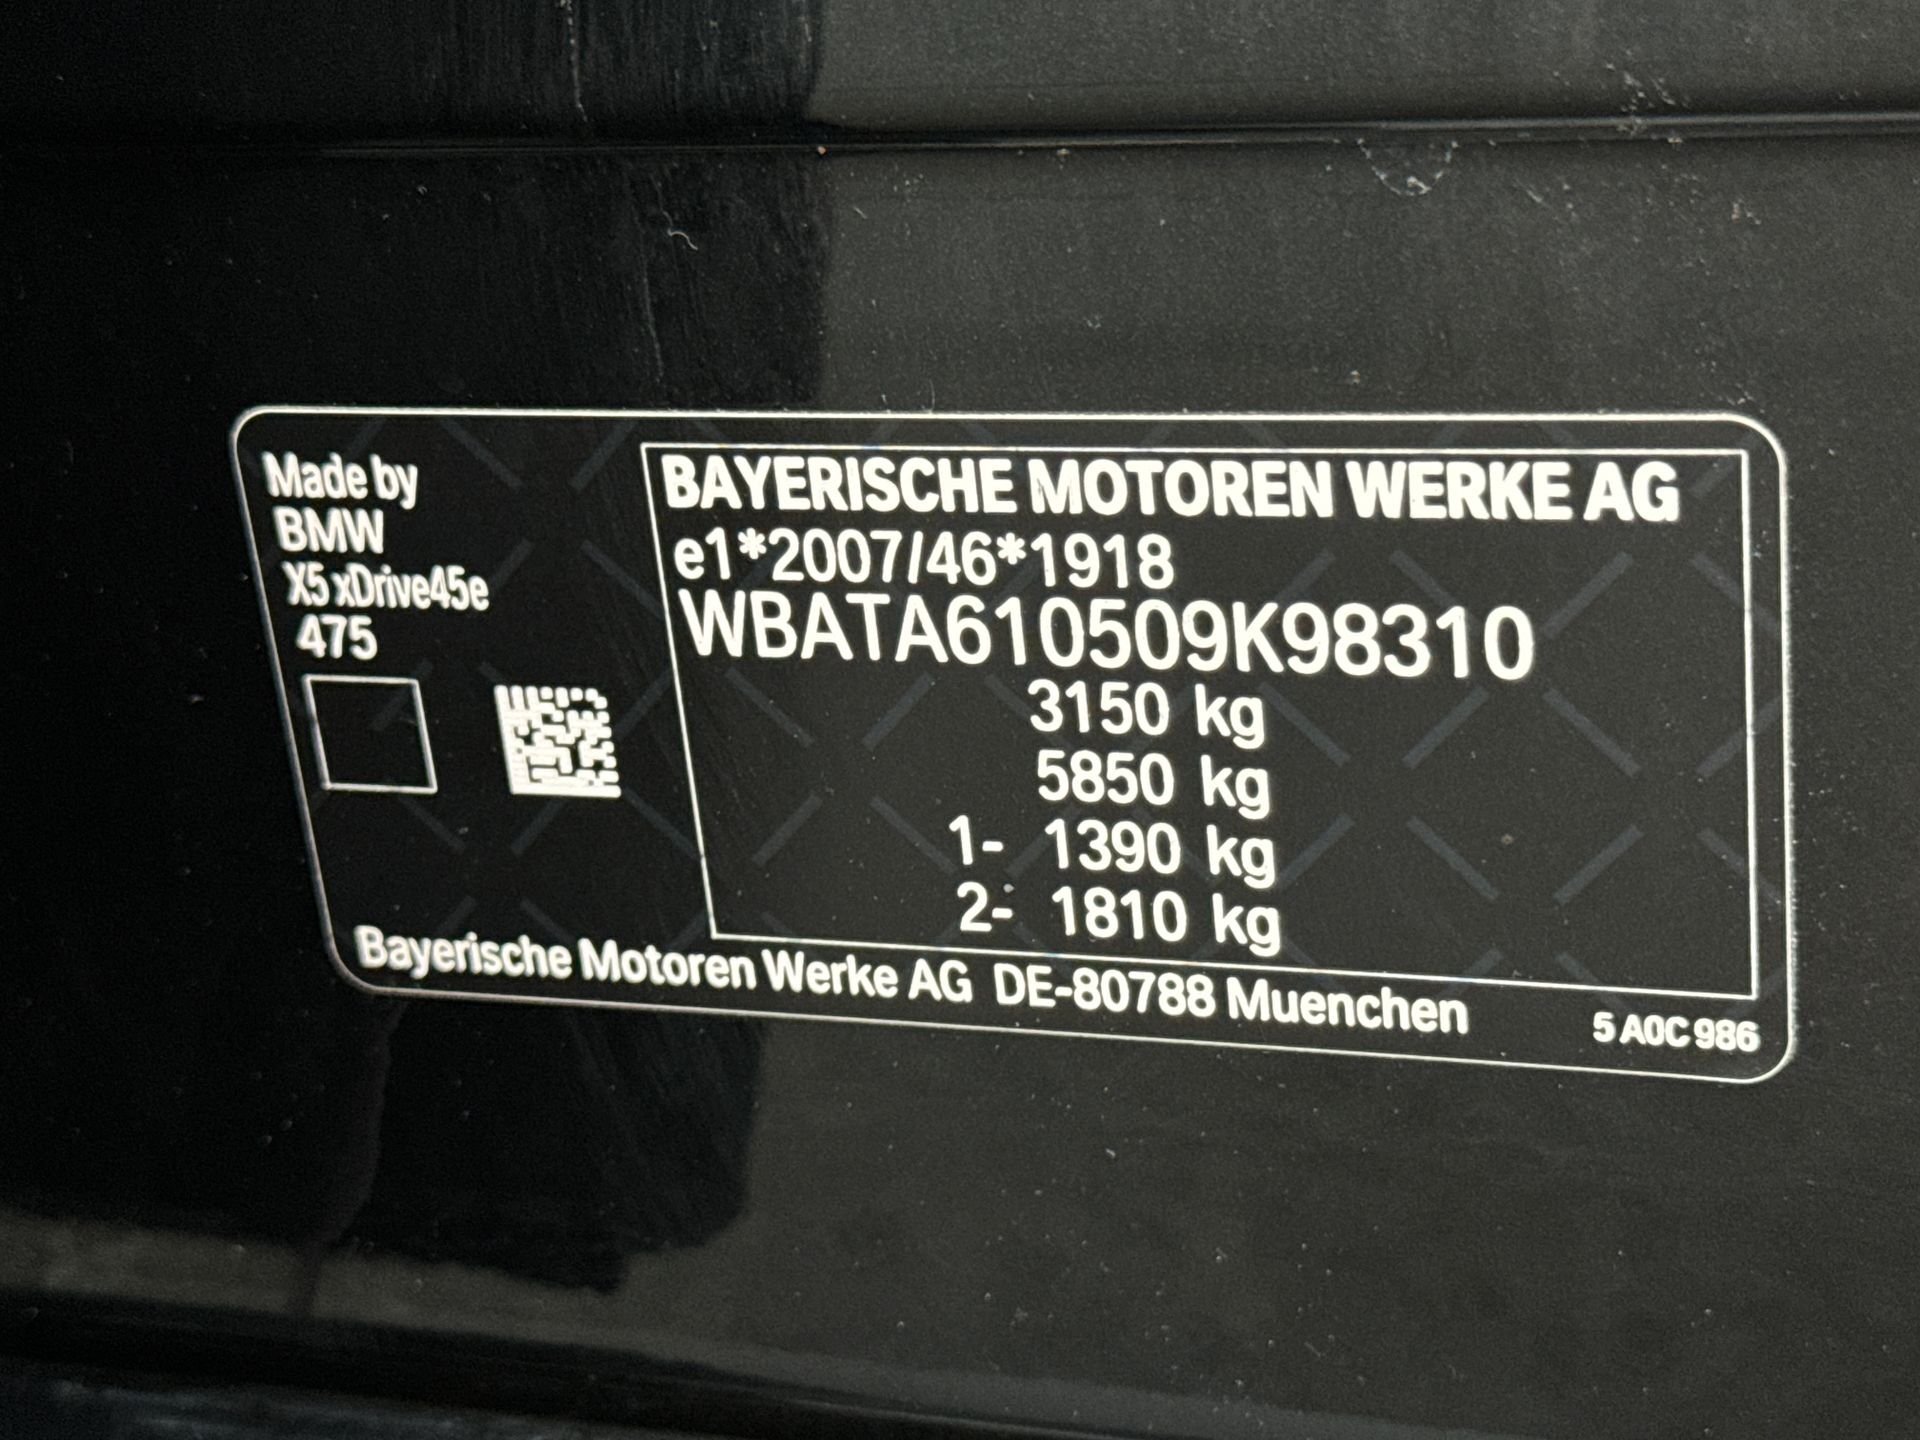 Made by
BMW
X5 xDrive45e
475
BAYERISCHE MOTOREN WERKE AG
e1*2007/46*1918
WBATA610509K98310
3150 kg
5850 kg
1- 1390 kg
2- 1810 kg
Bayerische Motoren Werke AG DE-80788 Muenchen
5 A0C 986